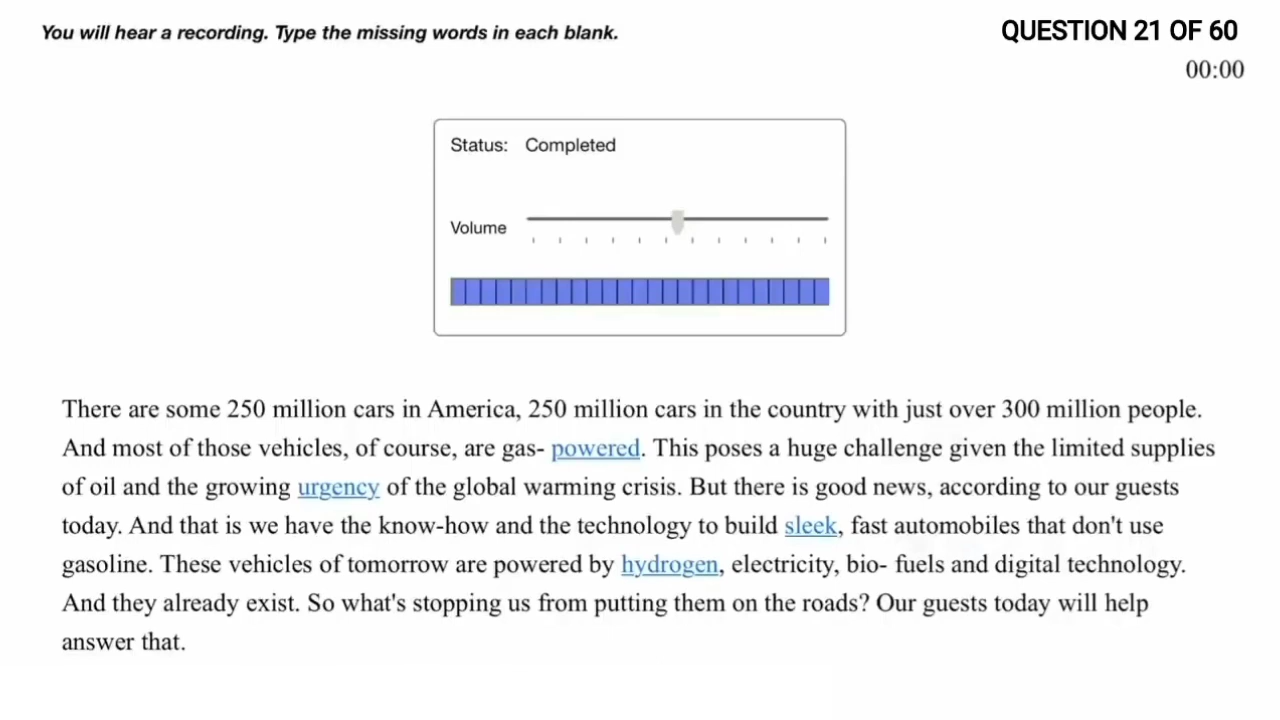 You will hear a recording. Type the missing words in each blank.
QUESTION 21 OF 60
00:00
Status: Completed
Volume
There are some 250 million cars in America, 250 million cars in the country with just over 300 million people.
And most of those vehicles, of course, are gas- powered. This poses a huge challenge given the limited supplies
of oil and the growing urgency of the global warming crisis. But there is good news, according to our guests
today. And that is we have the know-how and the technology to build sleek, fast automobiles that don't use
gasoline. These vehicles of tomorrow are powered by hydrogen, electricity, bio- fuels and digital technology.
And they already exist. So what's stopping us from putting them on the roads? Our guests today will help
answer that.